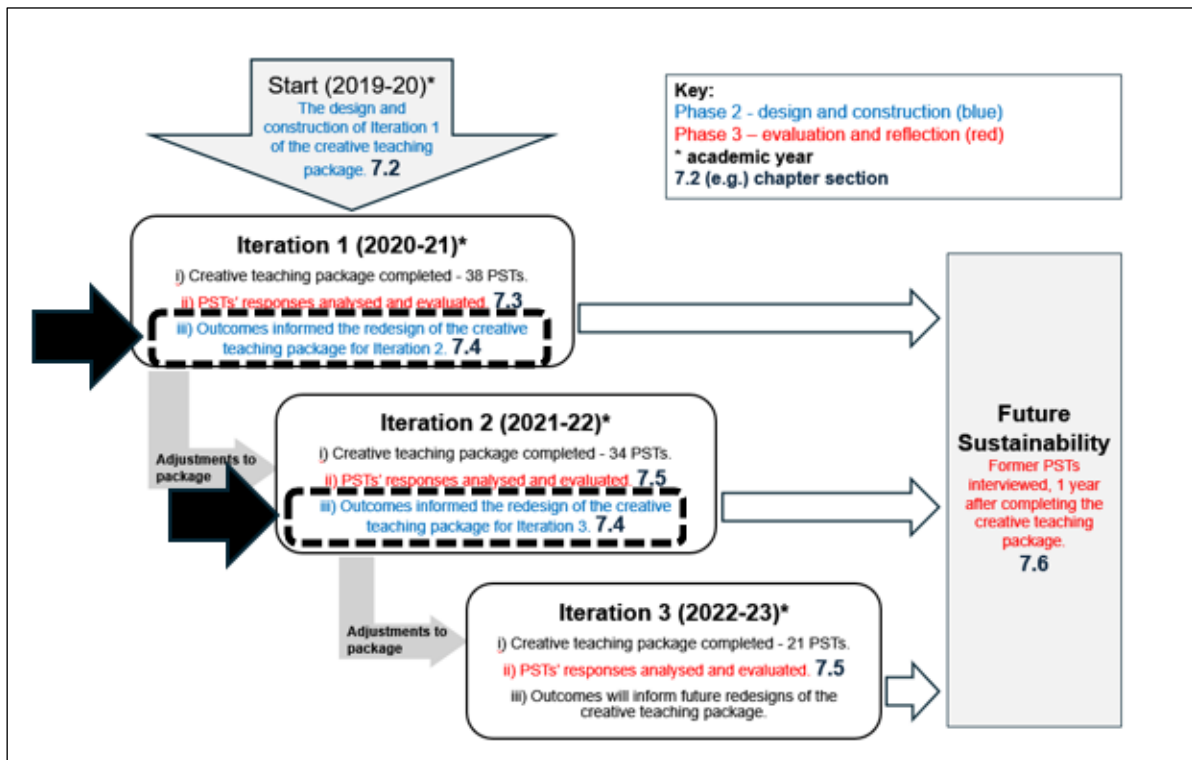 Start (2019-20)*
The design and
construction of Iteration 1
of the creative teaching
package. 7.2
Key:
Phase 2 - design and construction (blue)
Phase 3 – evaluation and reflection (red)
* academic year
7.2 (e.g.) chapter section
Iteration 1 (2020-21)*
i) Creative teaching package completed - 38 PSTs.
ii) PSTs' responses analysed and evaluated. 7.3
iii) Outcomes informed the redesign of the creative
teaching package for Iteration 2. 7.4
Adjustments to
package
Iteration 2 (2021-22)*
i) Creative teaching package completed - 34 PSTs.
ii) PSTs' responses analysed and evaluated. 7.5
iii) Outcomes informed the redesign of the creative
teaching package for Iteration 3. 7.4
Adjustments to
package
Iteration 3 (2022-23)*
i) Creative teaching package completed - 21 PSTs.
ii) PSTs' responses analysed and evaluated. 7.5
iii) Outcomes will inform future redesigns of the
creative teaching package.
Future
Sustainability
Former PSTs
interviewed, 1 year
after completing the
creative teaching
package.
7.6